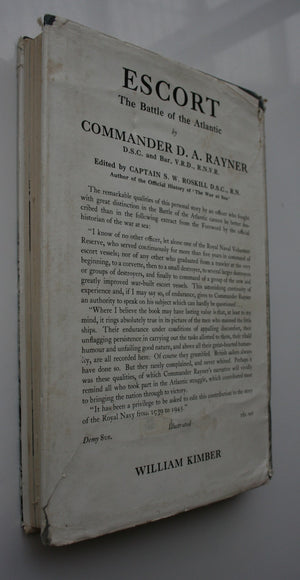 ESCORT
The Battle of the Atlantic
by
COMMANDER D. A. RAYNER
D.S.C. and Bar, V.R.D., R.N.V.R.
Edited by CAPTAIN S. W. ROSKILL D.S.C., R.N.
Author of the Official History of 'The War at Sea'
The remarkable qualities of this personal story by an officer who fought
with great distinction in the Battle of the Atlantic cannot be better des-
cribed than in the following extract from the Foreword by the official
historian of the war at sea:
"I know of no other officer, let alone one of the Royal Naval Volunteer
Reserve, who served continuously for more than five years in command of
escort vessels; nor of any other who graduated from a trawler at the very
beginning, to a corvette, then to a small destroyer, to several larger destroyers
or groups of destroyers, and finally to command of a group of the new and
greatly improved war-built escort vessels. This astonishing continuity of
experience and, if I may say so, of endurance, gives to Commander Rayner
an authority to speak on his subject which can hardly be questioned.
"Where I believe the book may have lasting value is that, at least to my
mind, it rings absolutely true in its picture of the men who manned the little
ships. Their endurance under conditions of appalling discomfort, their
unflagging persistence in carrying out the tasks allotted to them, their ribald
humour and unfailing good nature, and above all their great-hearted human-
ity, are all recorded here. Of course they grumbled. British sailors always
have done so. But they rarely complained, and never whined. Perhaps it
was these qualities, of which Commander Rayner's narrative will vividly
remind all who took part in the Atlantic struggle, which contributed most
to bringing the nation through to victory.
"It has been a privilege to be asked to edit this contribution to the story
of the Royal Navy from 1939 to 1945."
Demy 8vo.
Illustrated
WILLIAM KIMBER